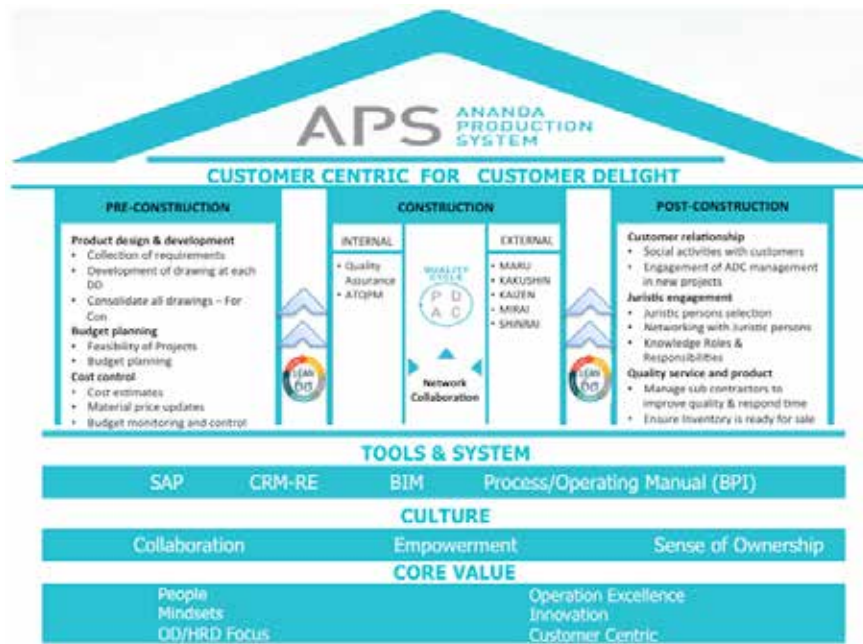 APS ANANDA
PRODUCTION
SYSTEM
CUSTOMER CENTRIC FOR CUSTOMER DELIGHT
PRE-CONSTRUCTION
Product design & development
• Collection of requirements
• Development of drawing at each
DD
• Consolidate all drawings – For
Con
Budget planning
• Feasibility of Projects
• Budget planning
Cost control
• Cost estimates
• Material price updates
• Budget monitoring and control
LEAN
CONSTRUCTION
INTERNAL
• Quality
Assurance
• ATQPM
QUALITY
CYCLE
P D
A C
Network
Collaboration
EXTERNAL
• MARU
• KAKUSHIN
• KAIZEN
• MIRAI
• SHINRAI
LEAN
POST-CONSTRUCTION
Customer relationship
• Social activities with customers
• Engagement of ADC management
in new projects
Juristic engagement
• Juristic persons selection
• Networking with Juristic persons
• Knowledge Roles &
Responsibilities
Quality service and product
• Manage sub contractors to
improve quality & respond time
• Ensure Inventory is ready for sale
TOOLS & SYSTEM
SAP CRM-RE BIM Process/Operating Manual (BPI)
CULTURE
Collaboration Empowerment Sense of Ownership
CORE VALUE
People Operation Excellence
Mindsets Innovation
OD/HRD Focus Customer Centric